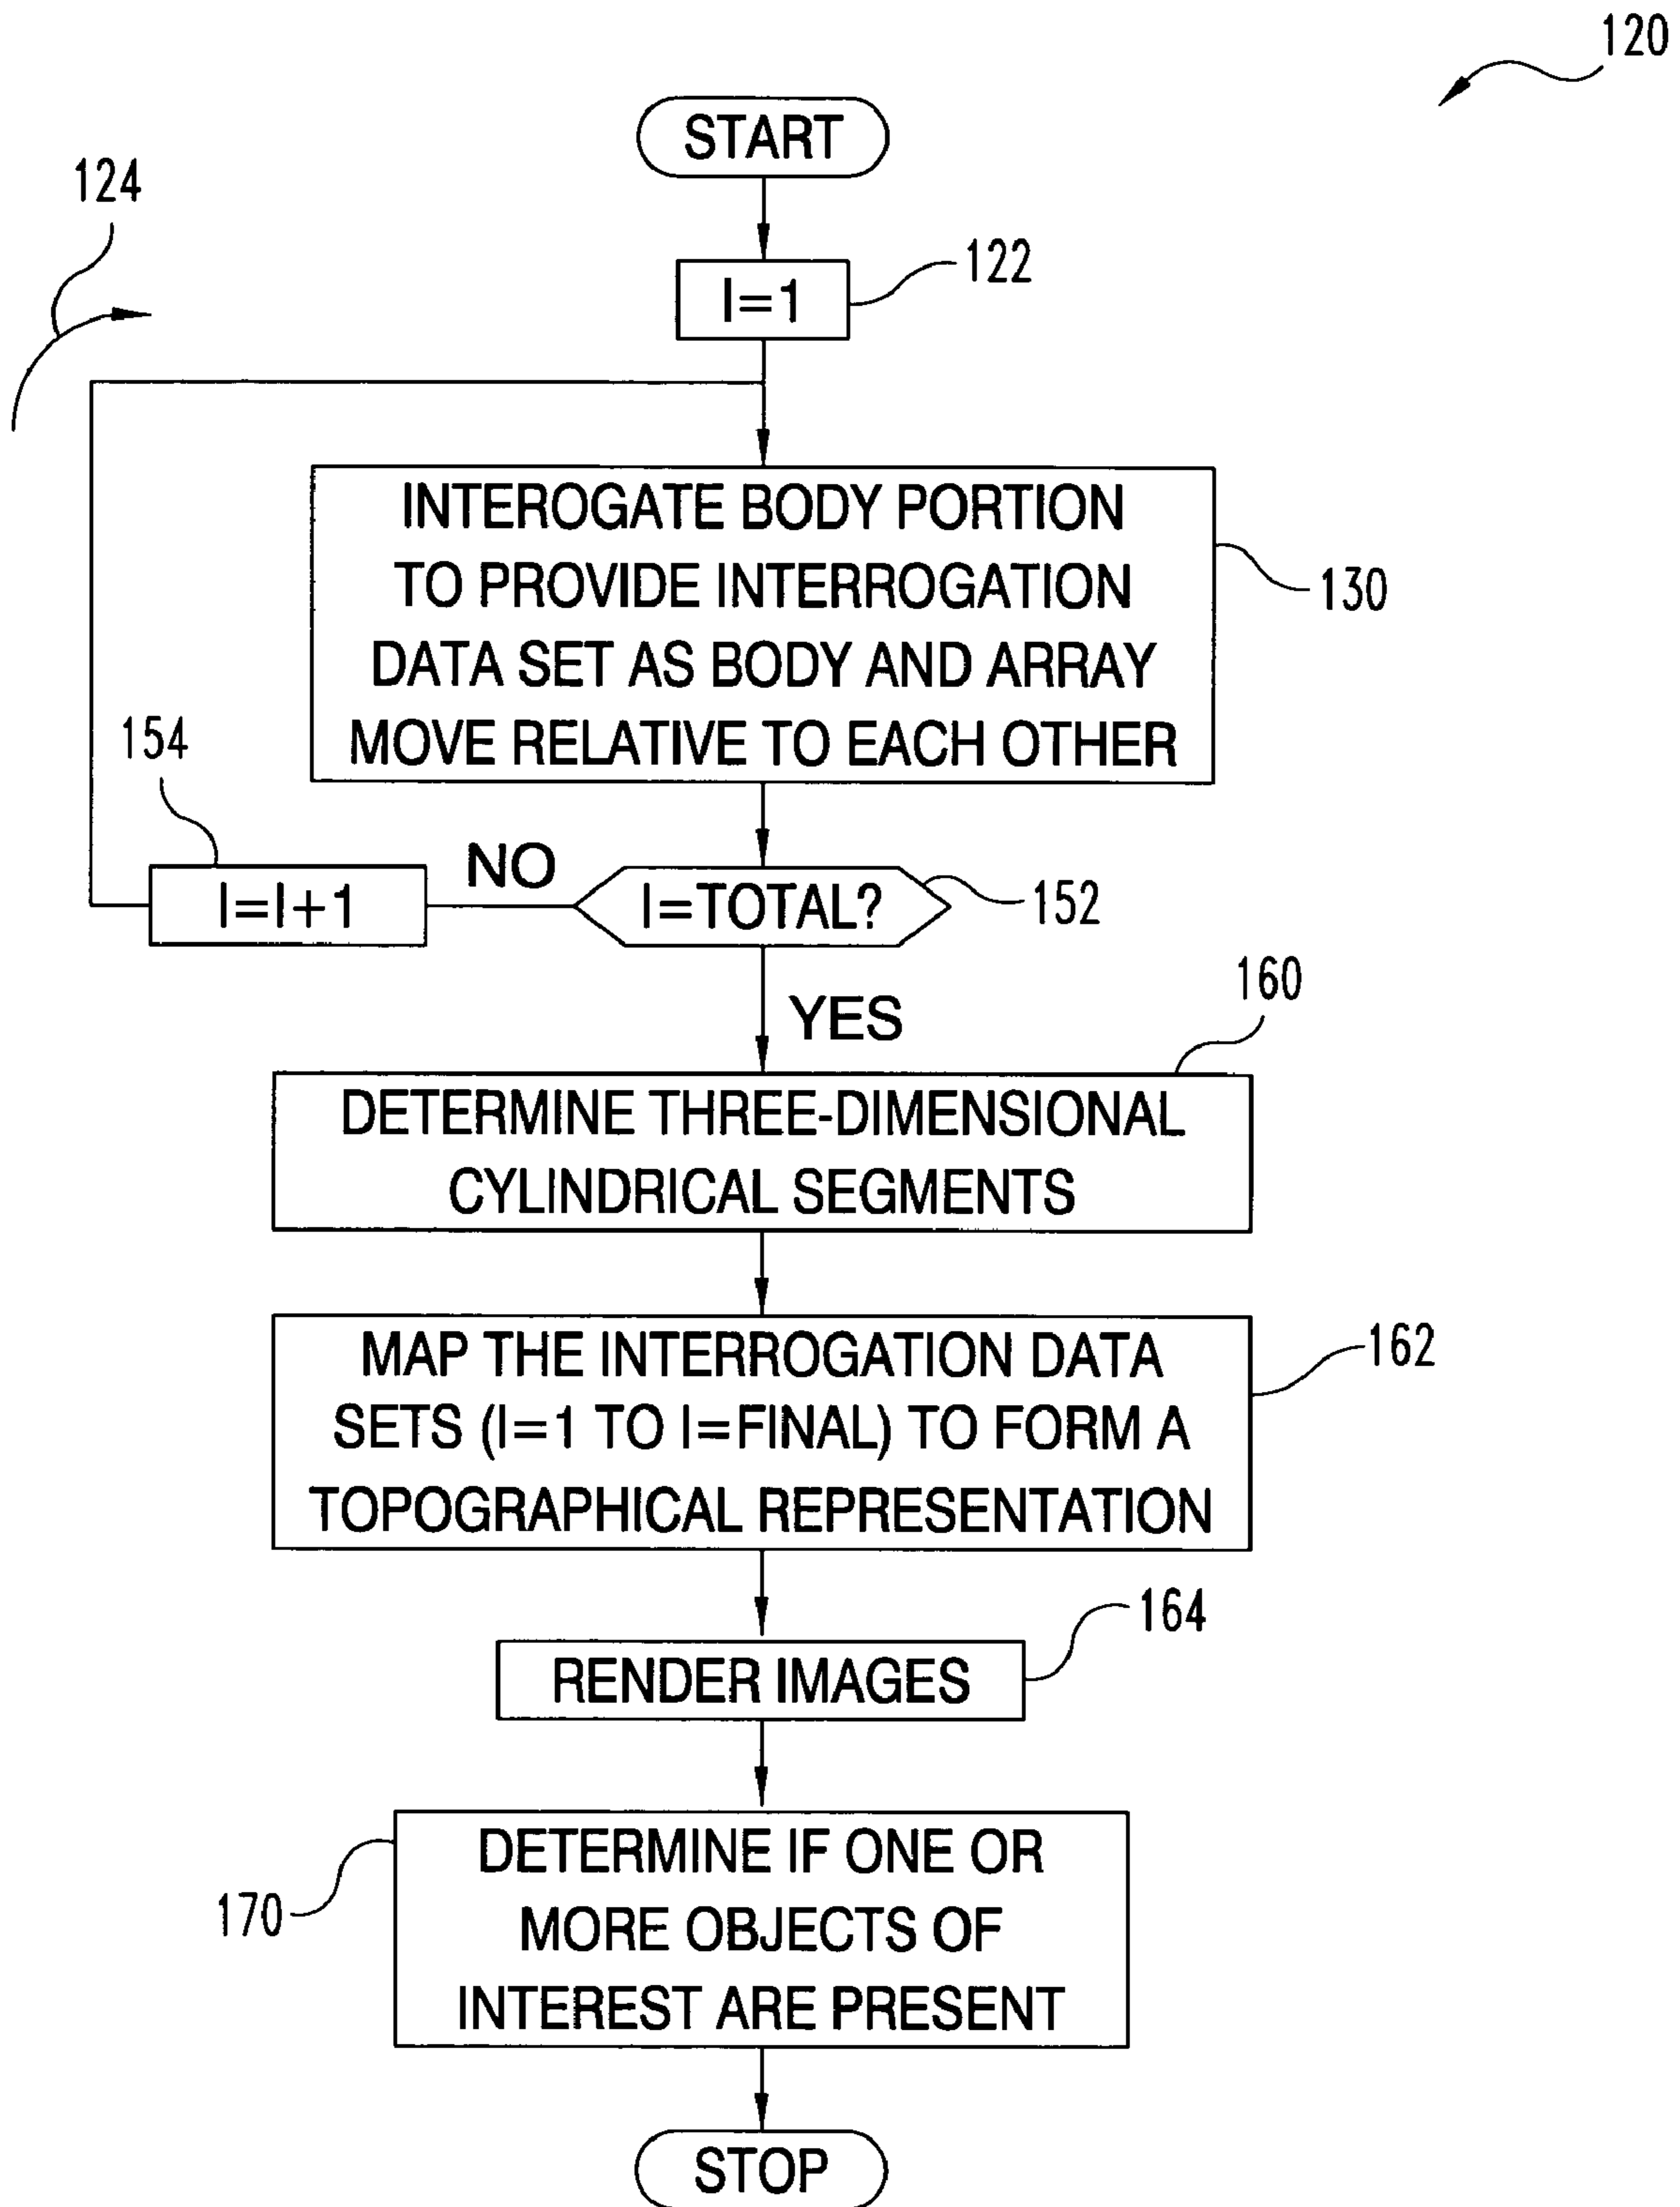 120
START
124
I=1
122
INTEROGATE BODY PORTION
TO PROVIDE INTERROGATION
DATA SET AS BODY AND ARRAY
MOVE RELATIVE TO EACH OTHER
130
154
I=I+1
NO
I=TOTAL?
152
YES
160
DETERMINE THREE-DIMENSIONAL
CYLINDRICAL SEGMENTS
MAP THE INTERROGATION DATA
SETS (I=1 TO I=FINAL) TO FORM A
TOPOGRAPHICAL REPRESENTATION
162
164
RENDER IMAGES
DETERMINE IF ONE OR
MORE OBJECTS OF
INTEREST ARE PRESENT
170
STOP